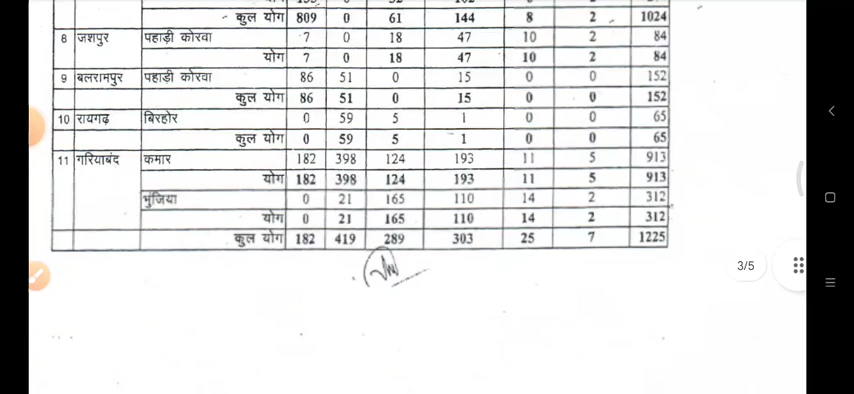 कुल योग 809 0 61 144 8 2 1024
8 जशपुर पहाड़ी कोरवा 7 0 18 47 10 2 84
योग 7 0 18 47 10 2 84
9 बलरामपुर पहाड़ी कोरवा 86 51 0 15 0 0 152
कुल योग 86 51 0 15 0 0 152
10 रायगढ़ बिरहोर 0 59 5 1 0 0 65
कुल योग 0 59 5 1 0 0 65
11 गरियाबंद कमार 182 398 124 193 11 5 913
योग 182 398 124 193 11 5 913
भुंजिया 0 21 165 110 14 2 312
योग 0 21 165 110 14 2 312
कुल योग 182 419 289 303 25 7 1225
3/5